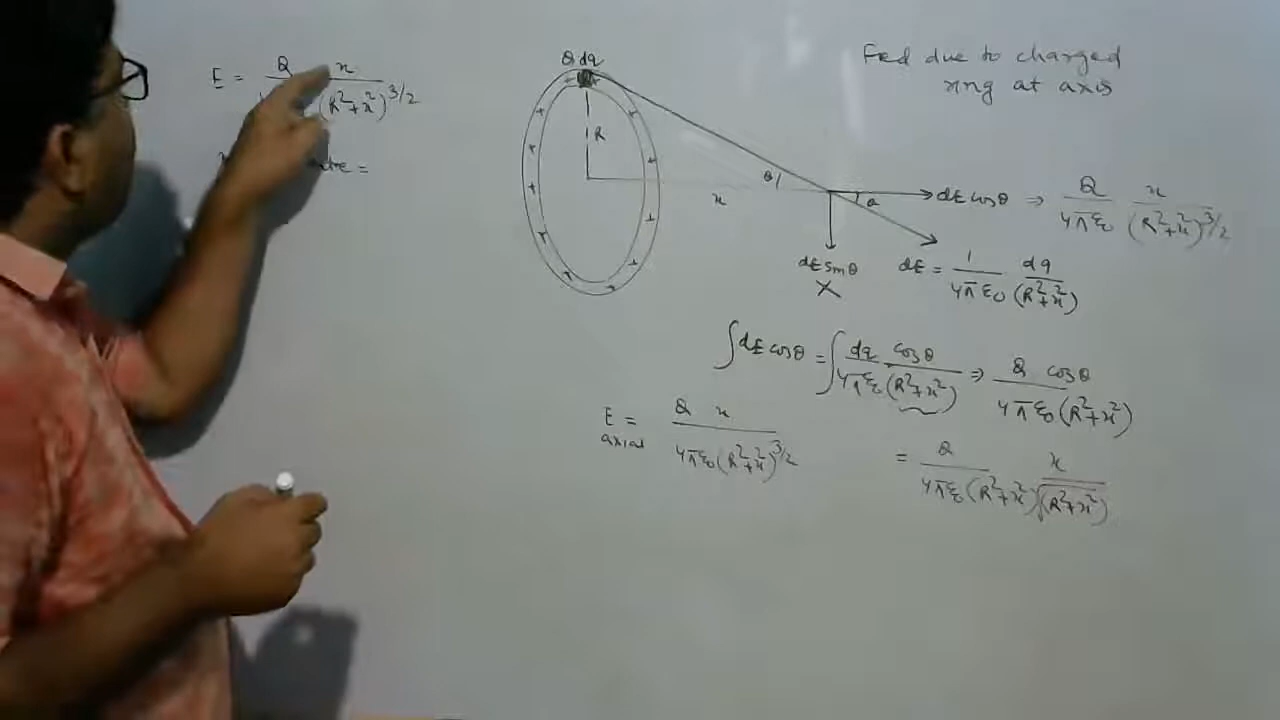 E = Q x
(R²+x²)^3/2
tre =
Q dq
R
x
θ
Fed due to charged
ring at axis
dE cosθ ⇒ Q x
4πε₀ (R²+x²)^3/2
θ
dE sinθ
X
dE = 1 dq
4πε₀ (R²+x²)
∫dE cosθ = ∫ dq cosθ ⇒ Q cosθ
4πε₀ (R²+x²) 4πε₀ (R²+x²)
E = Q x
axial 4πε₀ (R²+x²)^3/2
= Q x
4πε₀ (R²+x²) √(R²+x²)